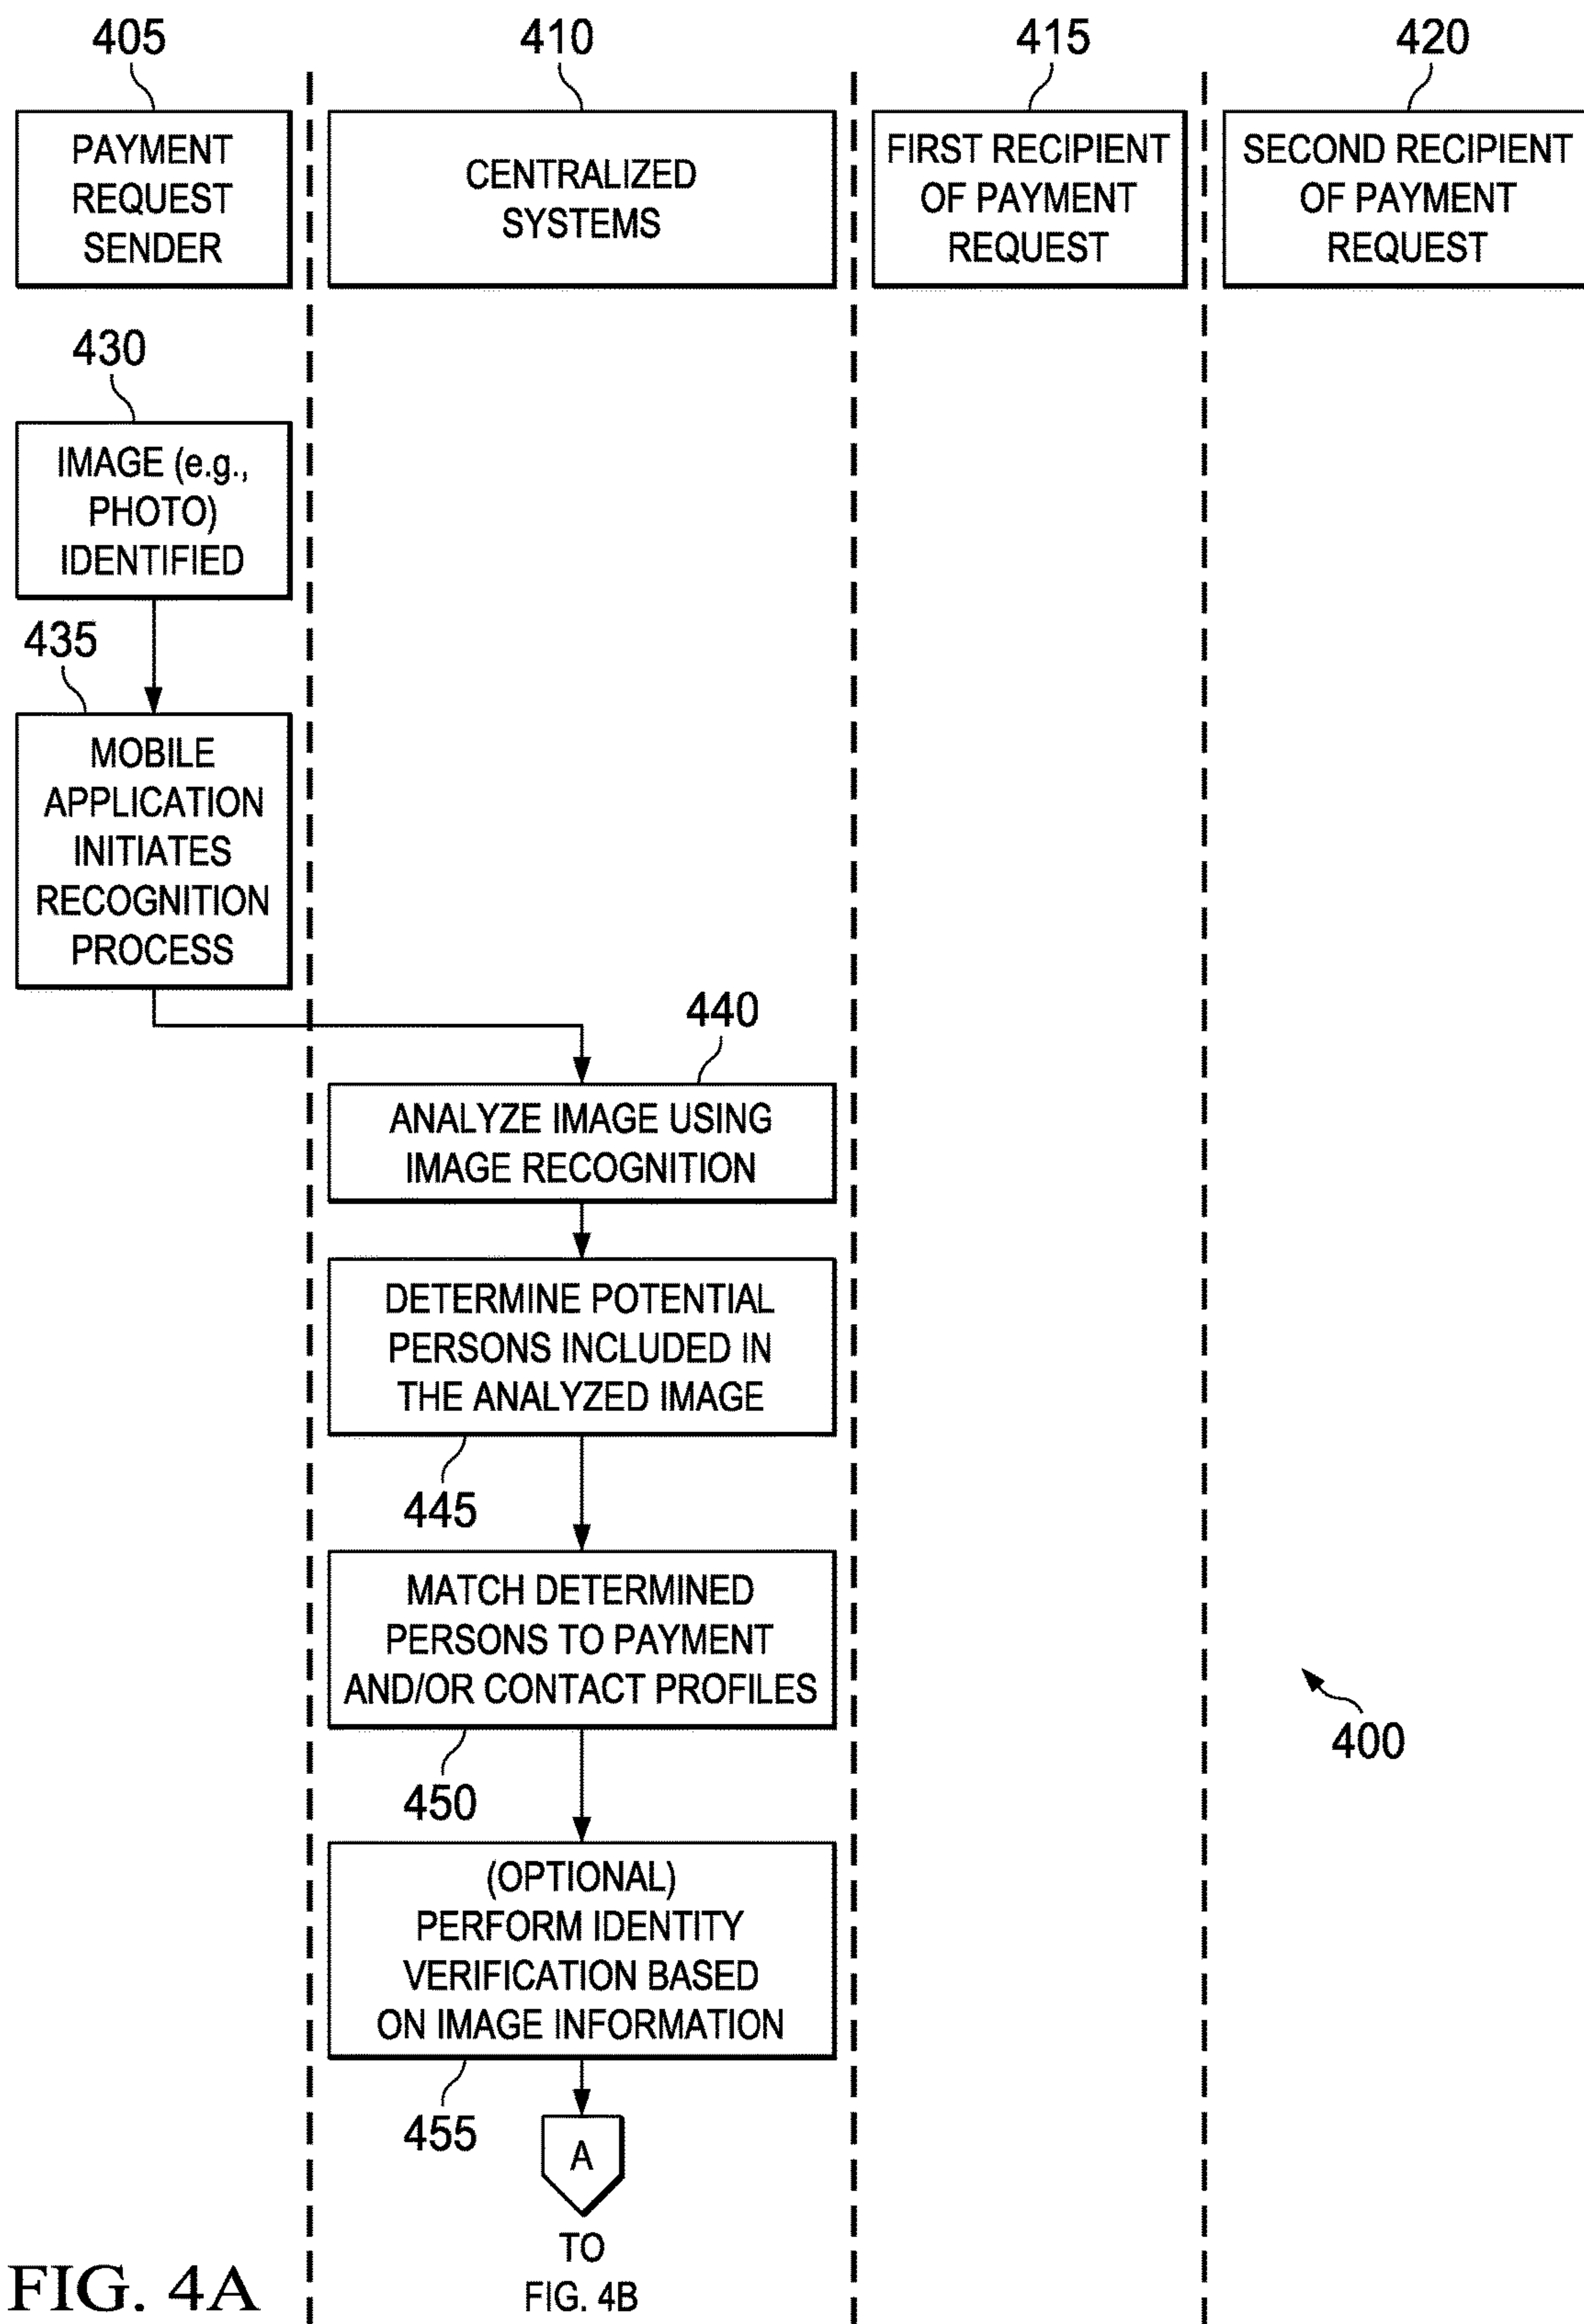 405
410
415
420
PAYMENT
REQUEST
SENDER
CENTRALIZED
SYSTEMS
FIRST RECIPIENT
OF PAYMENT
REQUEST
SECOND RECIPIENT
OF PAYMENT
REQUEST
430
IMAGE (e.g.,
PHOTO)
IDENTIFIED
435
MOBILE
APPLICATION
INITIATES
RECOGNITION
PROCESS
440
ANALYZE IMAGE USING
IMAGE RECOGNITION
DETERMINE POTENTIAL
PERSONS INCLUDED IN
THE ANALYZED IMAGE
445
MATCH DETERMINED
PERSONS TO PAYMENT
AND/OR CONTACT PROFILES
450
400
(OPTIONAL)
PERFORM IDENTITY
VERIFICATION BASED
ON IMAGE INFORMATION
455
A
TO
FIG. 4B
FIG. 4A